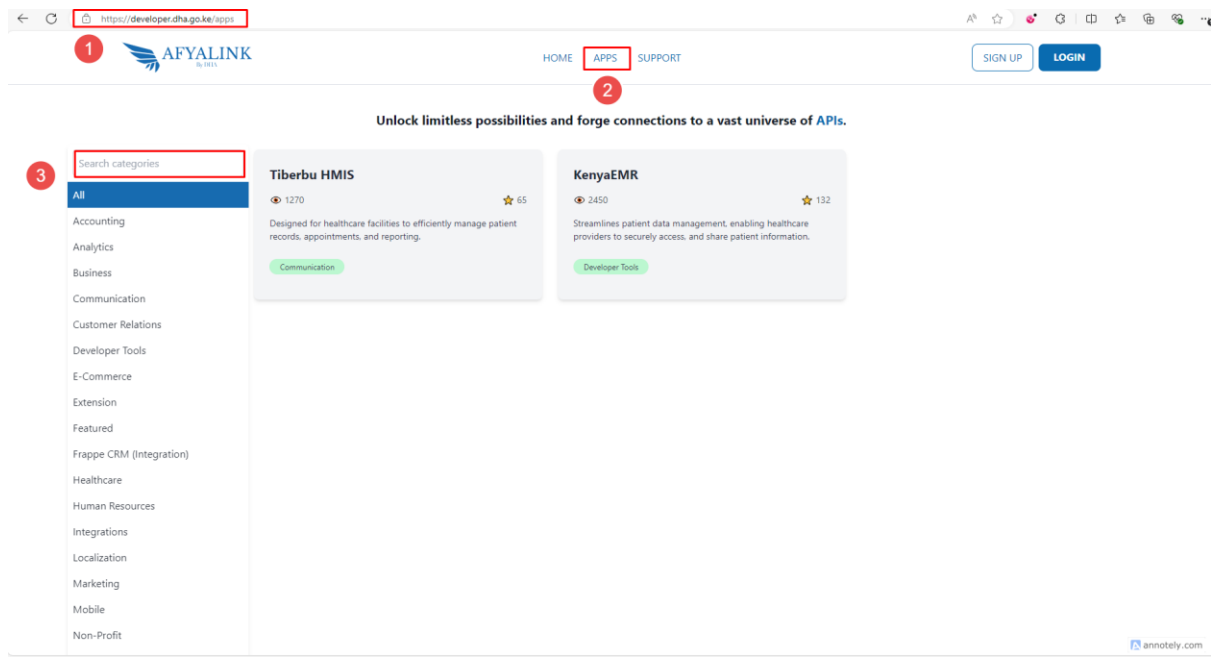 https://developer.dha.go.ke/apps
1
AFYALINK
By DHA
HOME APPS SUPPORT
SIGN UP
LOGIN
2
Unlock limitless possibilities and forge connections to a vast universe of APIs.
3
Search categories
All
Accounting
Analytics
Business
Communication
Customer Relations
Developer Tools
E-Commerce
Extension
Featured
Frappe CRM (Integration)
Healthcare
Human Resources
Integrations
Localization
Marketing
Mobile
Non-Profit
Tiberbu HMIS
1270 65
Designed for healthcare facilities to efficiently manage patient
records, appointments, and reporting.
Communication
KenyaEMR
2450 132
Streamlines patient data management, enabling healthcare
providers to securely access, and share patient information.
Developer Tools
annotely.com